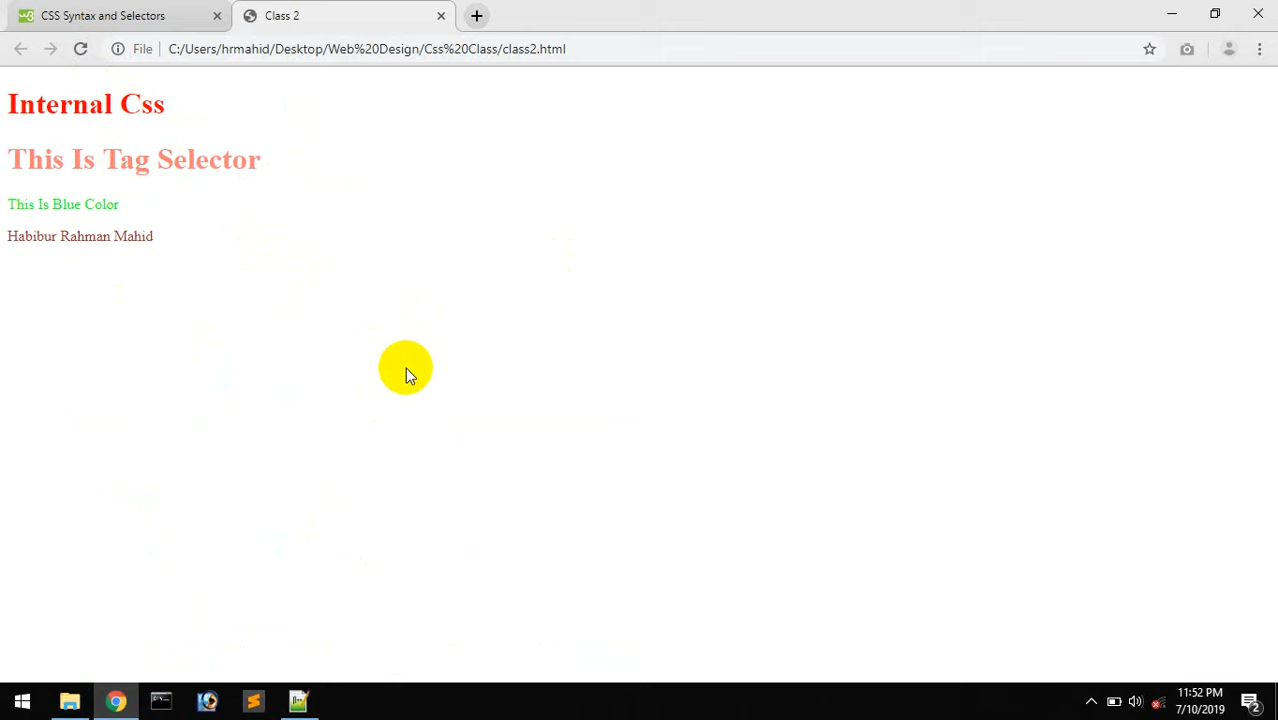 CSS Syntax and Selectors
Class 2
File
C:/Users/hrmahid/Desktop/Web%20Design/Css%20Class/class2.html
Internal Css
This Is Tag Selector
This Is Blue Color
Habibur Rahman Mahid
11:52 PM
7/10/2019
2